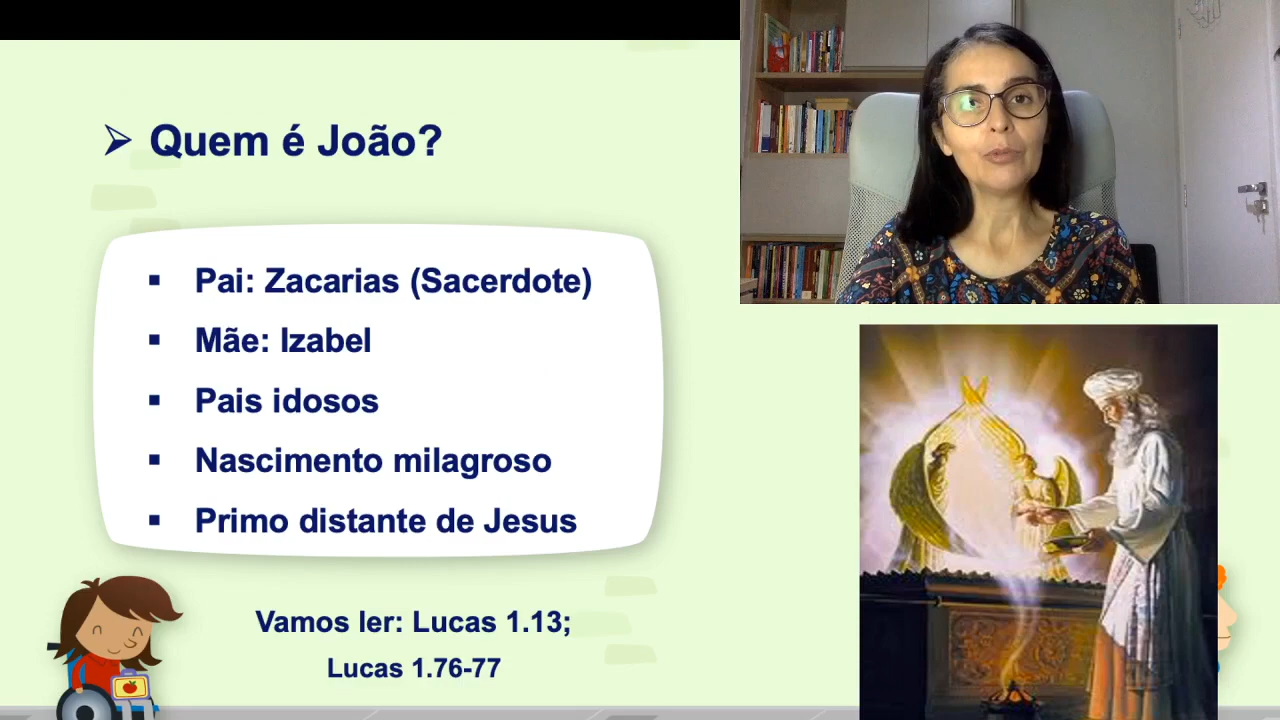 Quem é João?
Pai: Zacarias (Sacerdote)
Mãe: Izabel
Pais idosos
Nascimento milagroso
Primo distante de Jesus
Vamos ler: Lucas 1.13;
Lucas 1.76-77